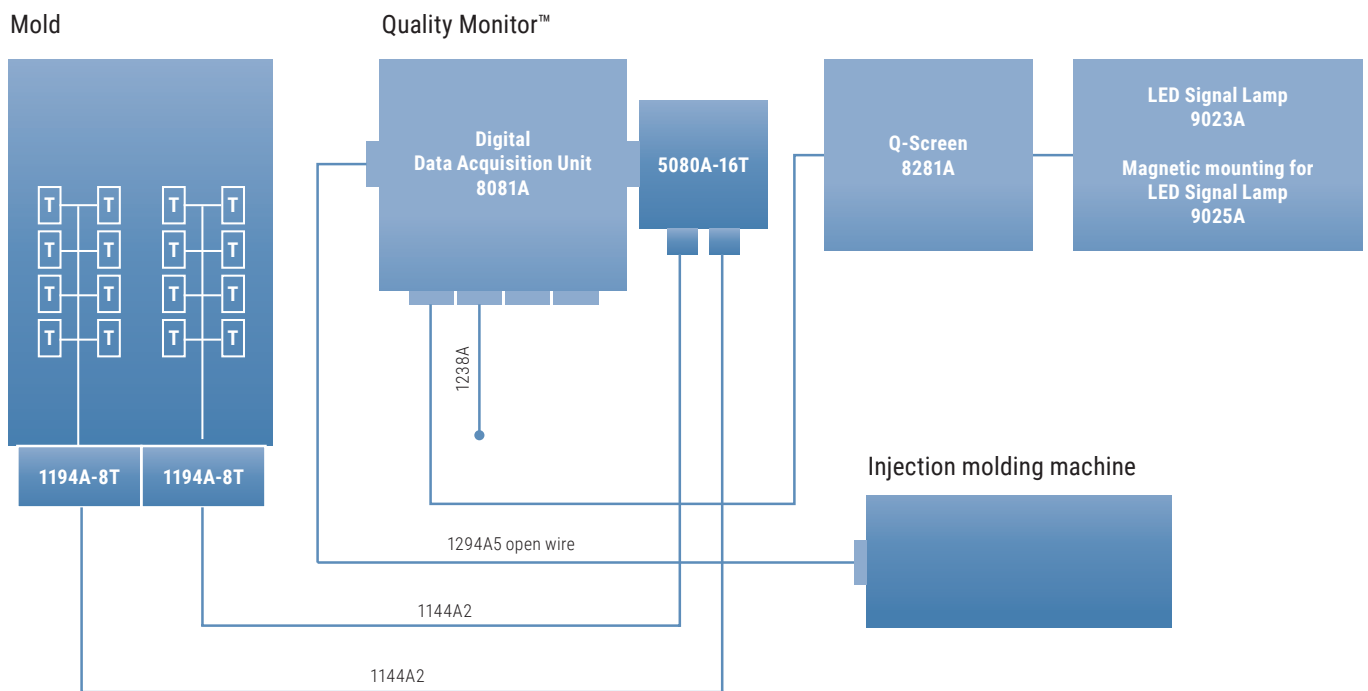 Mold
Quality Monitor™
Digital
Data Acquisition Unit
8081A
5080A-16T
Q-Screen
8281A
LED Signal Lamp
9023A
Magnetic mounting for
LED Signal Lamp
9025A
T T T T
T T T T
T T T T
T T T T
1238A
1194A-8T
1194A-8T
Injection molding machine
1294A5 open wire
1144A2
1144A2